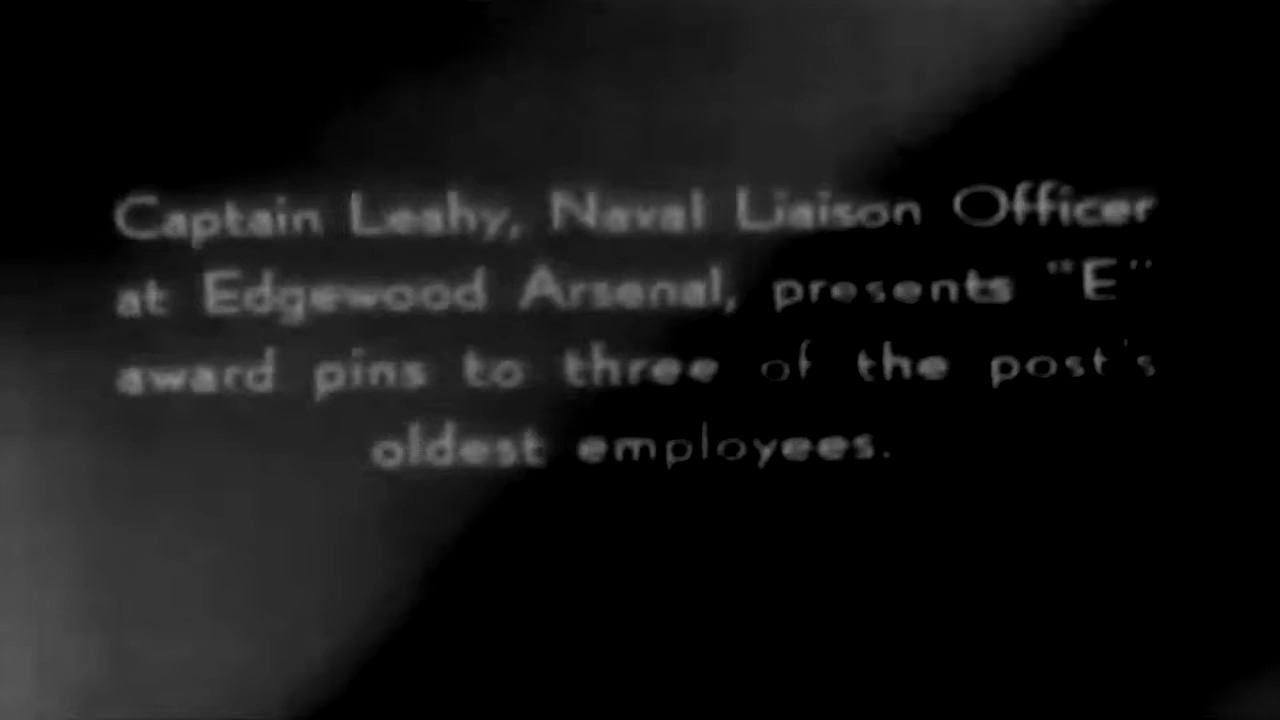 Captain Leahy, Naval Liaison Officer
at Edgewood Arsenal, presents "E"
award pins to three of the post's
oldest employees.